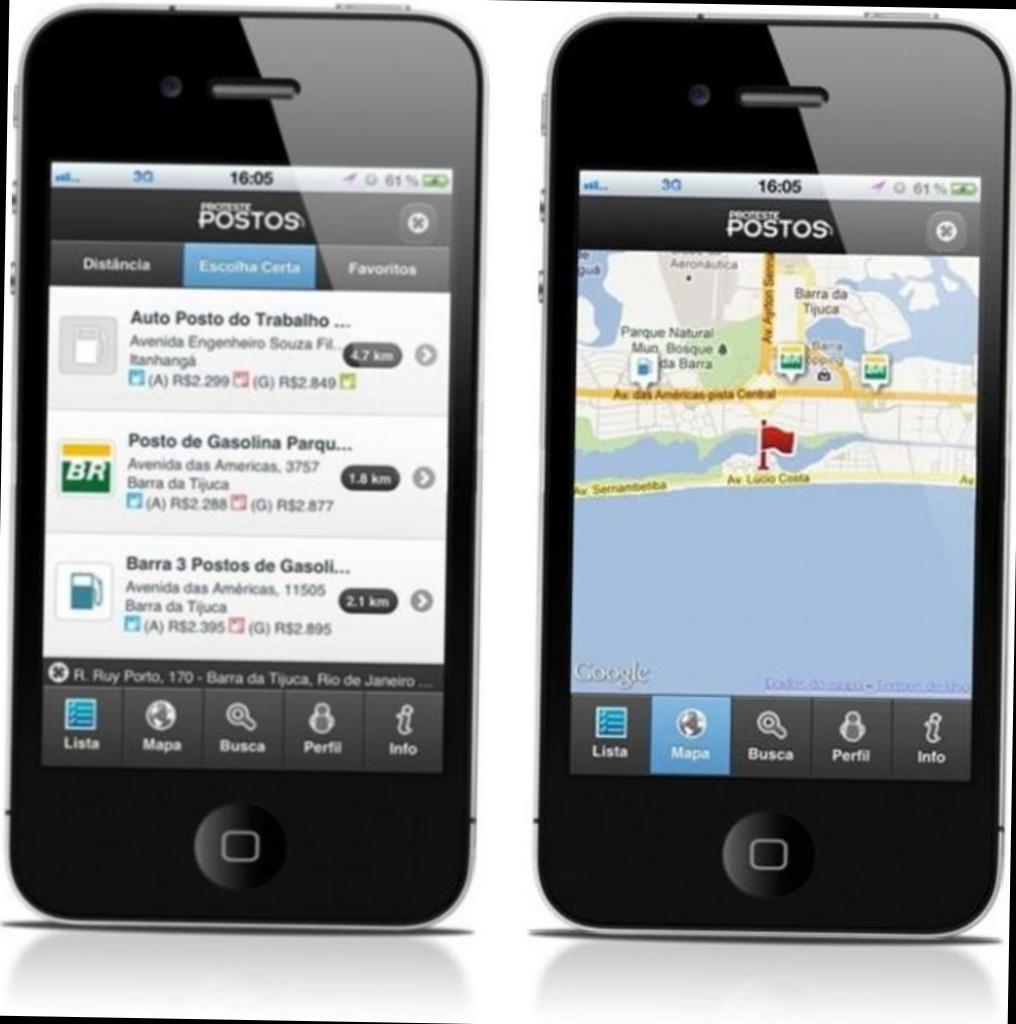 3G 16:05 61 %
PROTESTE
POSTOS
Distância Escolha Certa Favoritos
Auto Posto do Trabalho ...
Avenida Engenheiro Souza Fil...
Itanhangá
4.7 km
(A) R$2.299 (G) R$2.849
Posto de Gasolina Parqu...
BR
Avenida das Americas, 3757
Barra da Tijuca
1.8 km
(A) R$2.288 (G) R$2.877
Barra 3 Postos de Gasoli...
Avenida das Américas, 11505
Barra da Tijuca
2.1 km
(A) R$2.395 (G) R$2.895
R. Ruy Porto, 170 - Barra da Tijuca, Rio de Janeiro ...
Lista Mapa Busca Perfil Info
3G 16:05 61 %
PROTESTE
POSTOS
Aeronáutica
Av. Ayrton Senna
Barra da
Tijuca
Parque Natural
Mun. Bosque
da Barra
Barra
BR
BR
Av. das Américas-pista Central
Av. Sernambetiba
Av. Lúcio Costa
Av
Google
Dados do mapa - Termos de Uso
Lista Mapa Busca Perfil Info